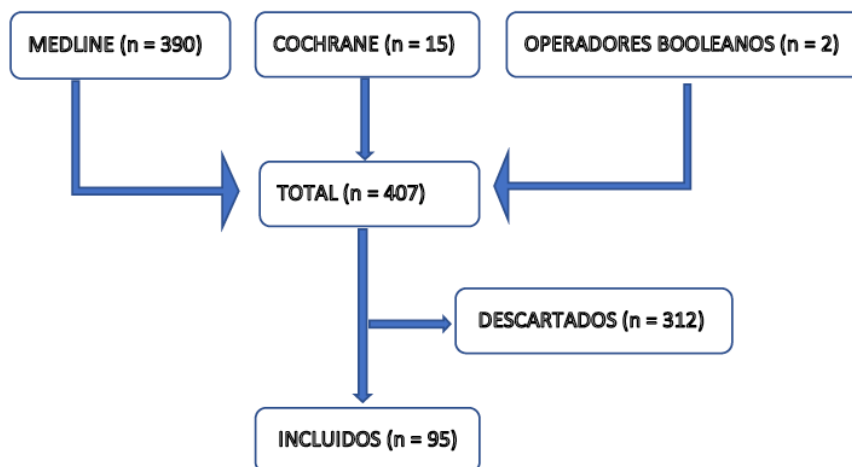 MEDLINE (n = 390)
COCHRANE (n = 15)
OPERADORES BOOLEANOS (n = 2)
TOTAL (n = 407)
DESCARTADOS (n = 312)
INCLUIDOS (n = 95)